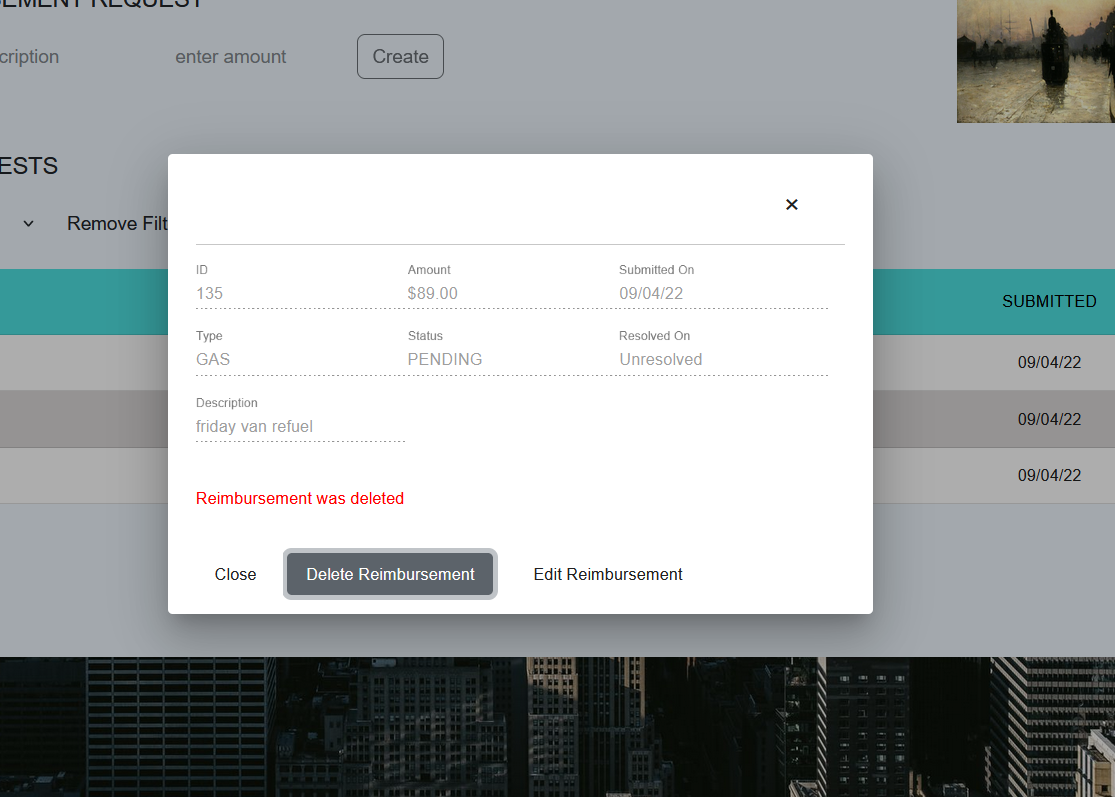 EMENT REQUEST
cription enter amount Create
ESTS
Remove Filt
×
ID Amount Submitted On
135 $89.00 09/04/22
SUBMITTED
Type Status Resolved On
GAS PENDING Unresolved
09/04/22
Description
friday van refuel
09/04/22
09/04/22
Reimbursement was deleted
Close Delete Reimbursement Edit Reimbursement